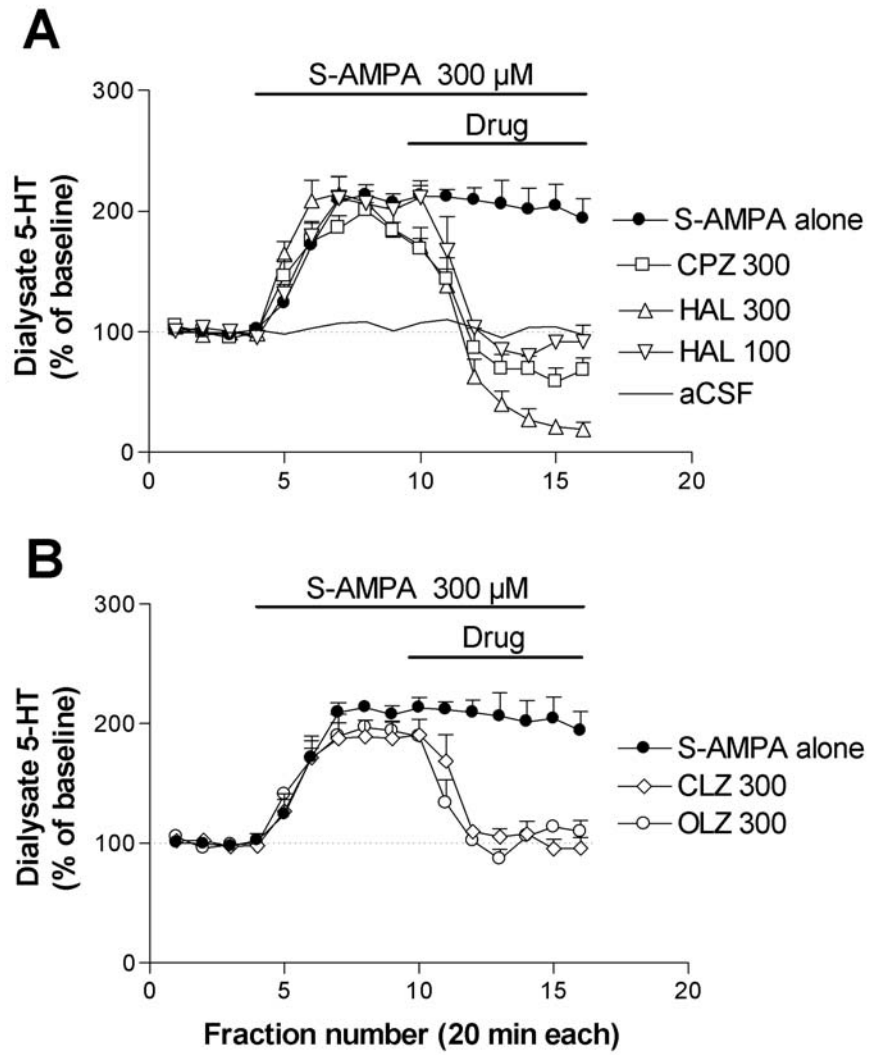 A
S-AMPA 300 µM
Drug
Dialysate 5-HT
(% of baseline)
300
200
100
0
0 5 10 15 20
S-AMPA alone
CPZ 300
HAL 300
HAL 100
aCSF
B
S-AMPA 300 µM
Drug
Dialysate 5-HT
(% of baseline)
300
200
100
0
0 5 10 15 20
S-AMPA alone
CLZ 300
OLZ 300
Fraction number (20 min each)